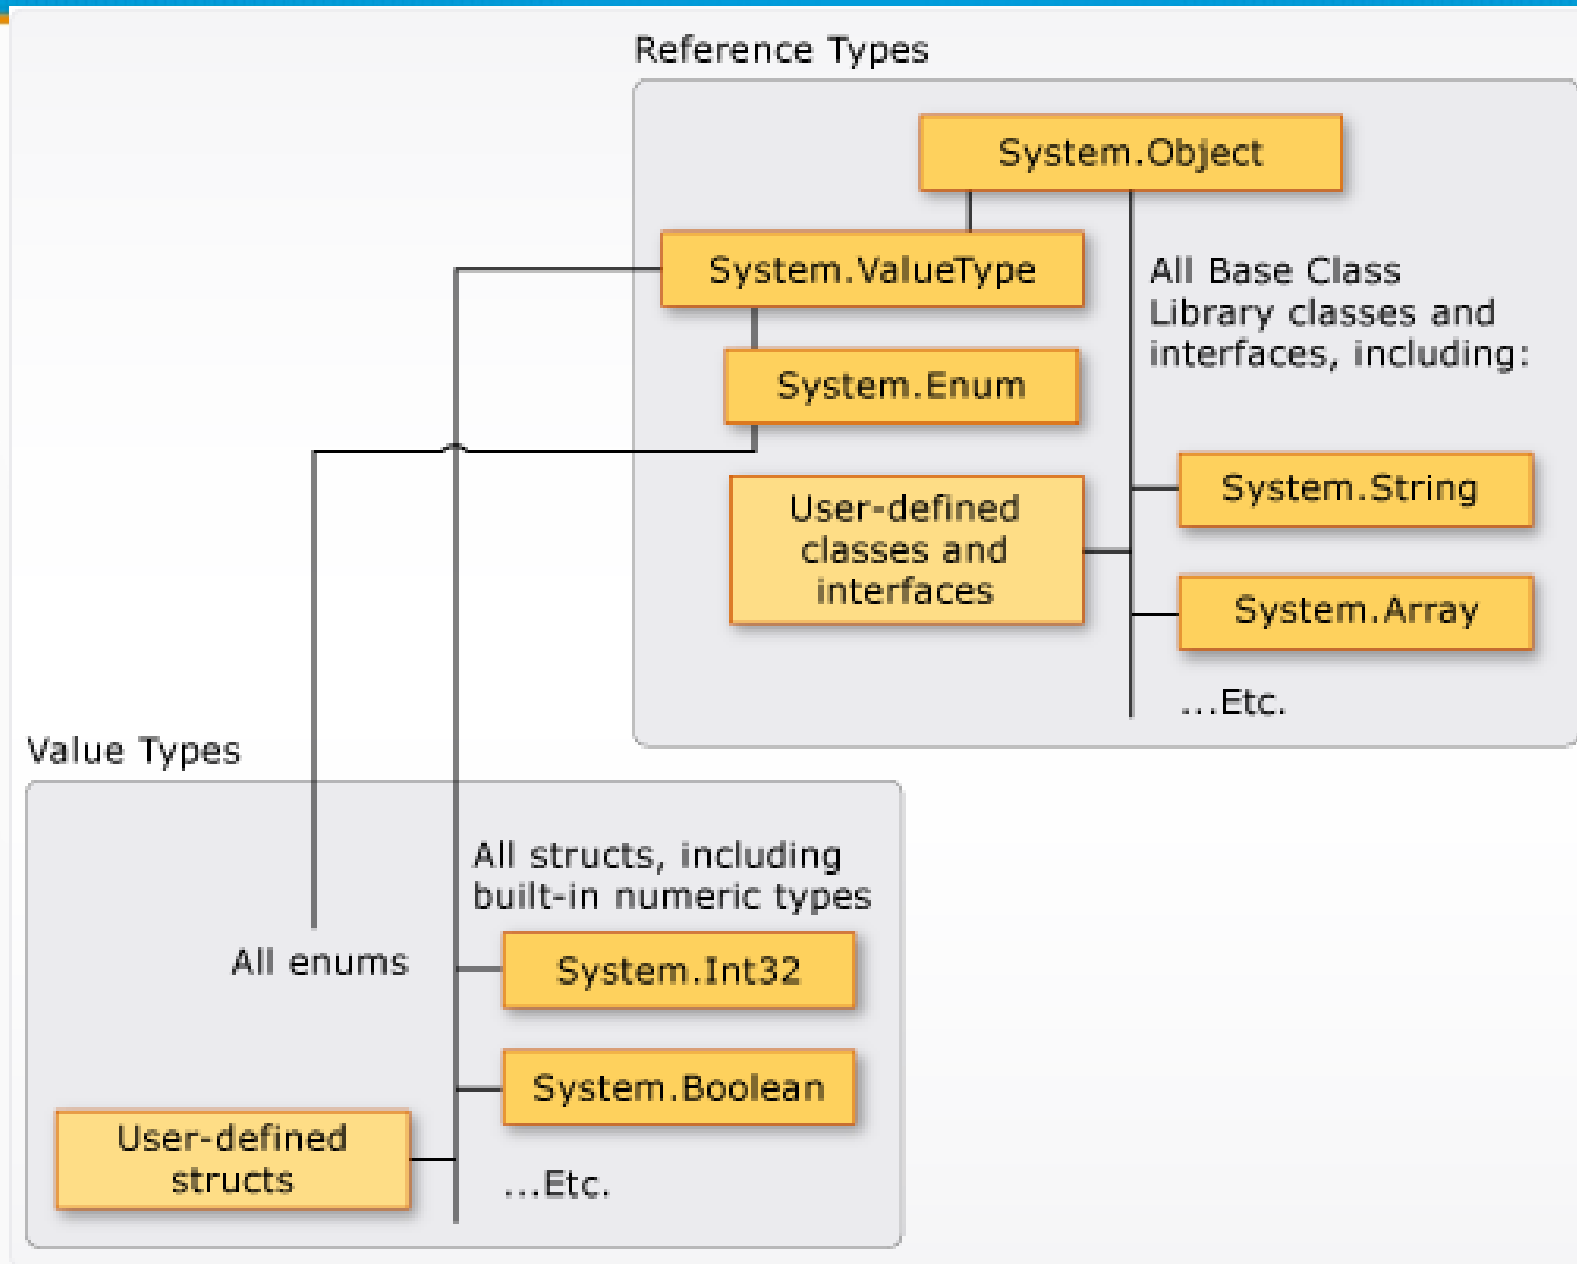 Reference Types
System.Object
System.ValueType
All Base Class
Library classes and
interfaces, including:
System.Enum
System.String
User-defined
classes and
interfaces
System.Array
...Etc.
Value Types
All structs, including
built-in numeric types
All enums
System.Int32
System.Boolean
User-defined
structs
...Etc.